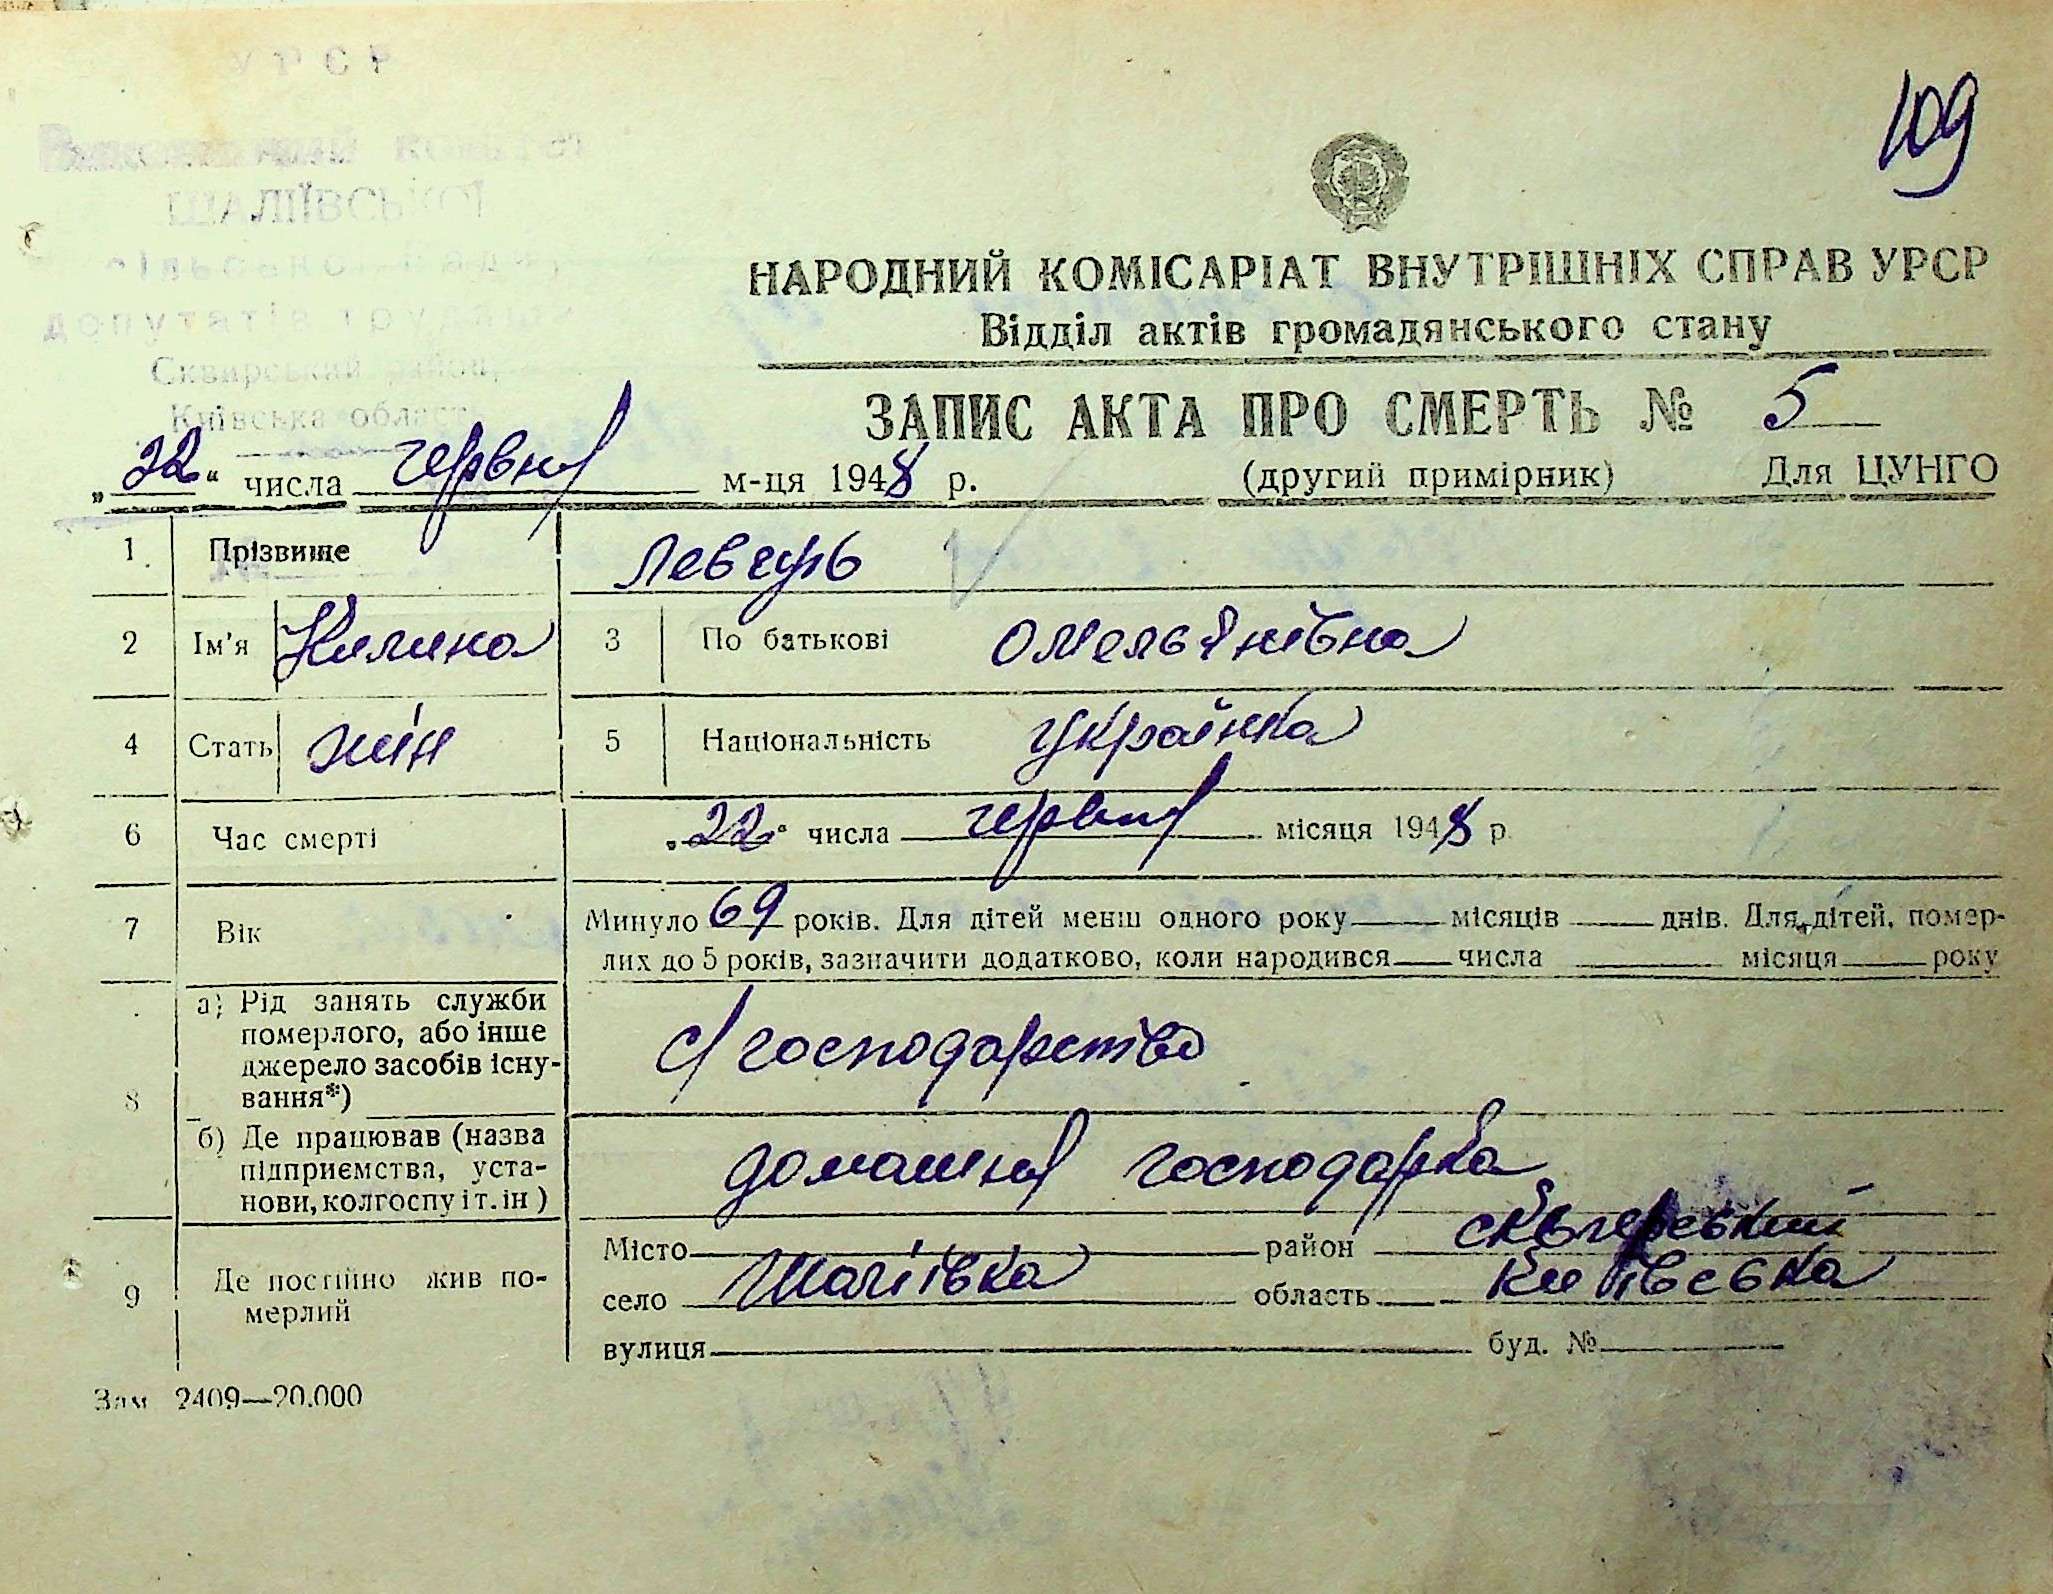 УРСР
109
Виконавчий комітет
ШАЛІЇВСЬКОЇ
депутатів трудящих
Сквирський район,
Київська област
НАРОДНИЙ КОМІСАРІАТ ВНУТРІШНІХ СПРАВ УРСР
Відділ актів громадянського стану
ЗАПИС АКТА ПРО СМЕРТЬ № 5
„22“ числа червня м-ця 1948 р. (другий примірник) Для ЦУНГО
1 Прізвище Левчуль
2 Ім'я Килина 3 По батькові Омельянівна
4 Стать жін 5 Національність Українка
6 Час смерті „22“ числа червня місяця 1948 р.
7 Вік Минуло 69 років. Для дітей менш одного року — місяців — днів. Для дітей, помер-
лих до 5 років, зазначити додатково, коли народився — числа — місяця — року
8 а) Рід занять служби
померлого, або інше
джерело засобів існу-
вання*) с/господарство
б) Де працював (назва
підприємства, уста-
нови, колгоспу і т. ін ) домашня господарка
9 Де постійно жив по-
мерлий
Місто район Сквирський
село Шаліївка область Київська
вулиця буд. №
Зам 2409—20.000